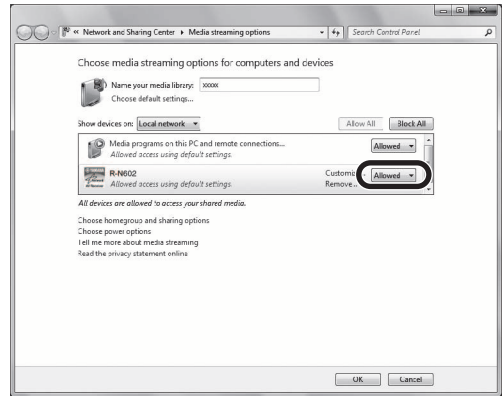 « Network and Sharing Center ▸ Media streaming options
Search Control Panel
Choose media streaming options for computers and devices
Name your media library: xxxxx
Choose default settings...
Show devices on: Local network
Allow All
Block All
Media programs on this PC and remote connections...
Allowed access using default settings.
Allowed
R-N602
Allowed access using default settings.
Remove...
Allowed
All devices are allowed to access your shared media.
Choose homegroup and sharing options
Choose power options
Tell me more about media streaming
Read the privacy statement online
OK
Cancel